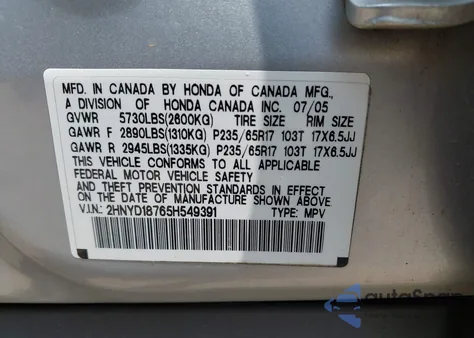 MFD. IN CANADA BY HONDA OF CANADA MFG.,
A DIVISION OF HONDA CANADA INC. 07/05
GVWR 5730LBS(2600KG) TIRE SIZE RIM SIZE
GAWR F 2890LBS(1310KG) P235/65R17 103T 17X6.5JJ
GAWR R 2945LBS(1335KG) P235/65R17 103T 17X6.5JJ
THIS VEHICLE CONFORMS TO ALL APPLICABLE
FEDERAL MOTOR VEHICLE SAFETY
AND THEFT PREVENTION STANDARDS IN EFFECT
ON THE DATE OF MANUFACTURE SHOWN ABOVE.
V.I.N.: 2HNYD18765H549391 TYPE: MPV
autoSnap